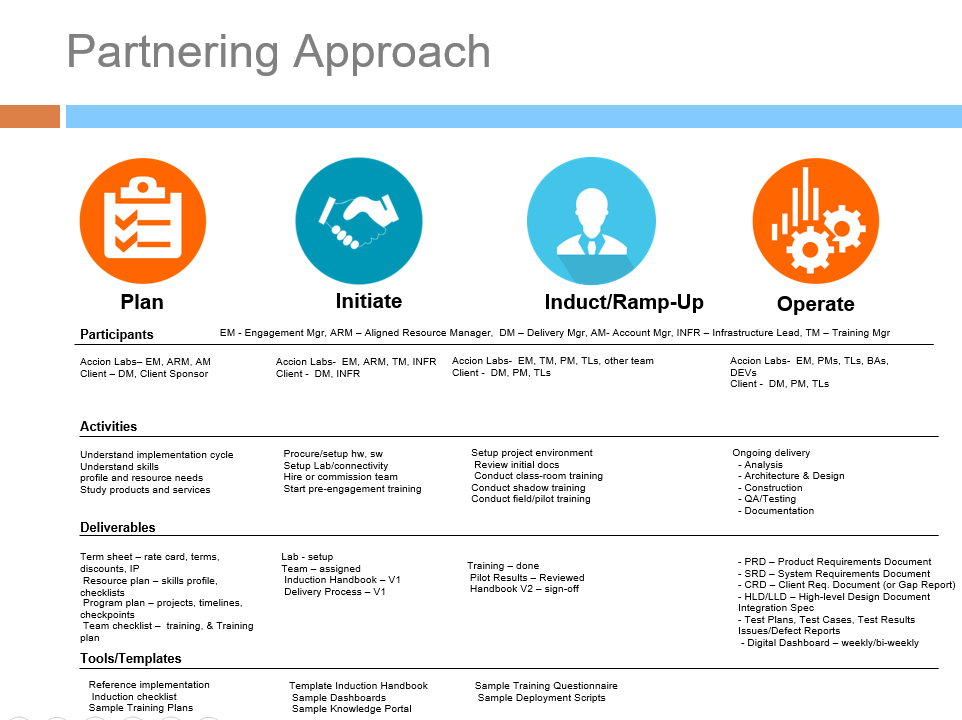 Partnering Approach
Plan
Initiate
Induct/Ramp-Up
Operate
Participants
EM - Engagement Mgr, ARM – Aligned Resource Manager, DM – Delivery Mgr, AM- Account Mgr, INFR – Infrastructure Lead, TM – Training Mgr
Accion Labs– EM, ARM, AM
Client – DM, Client Sponsor
Accion Labs- EM, ARM, TM, INFR
Client - DM, INFR
Accion Labs- EM, TM, PM, TLs, other team
Client - DM, PM, TLs
Accion Labs- EM, PMs, TLs, BAs,
DEVs
Client - DM, PM, TLs
Activities
Understand implementation cycle
Understand skills
profile and resource needs
Study products and services
Procure/setup hw, sw
Setup Lab/connectivity
Hire or commission team
Start pre-engagement training
Setup project environment
Review initial docs
Conduct class-room training
Conduct shadow training
Conduct field/pilot training
Ongoing delivery
- Analysis
- Architecture & Design
- Construction
- QA/Testing
- Documentation
Deliverables
Term sheet – rate card, terms,
discounts, IP
Resource plan – skills profile,
checklists
Program plan – projects, timelines,
checkpoints
Team checklist – training, & Training
plan
Lab - setup
Team – assigned
Induction Handbook – V1
Delivery Process – V1
Training – done
Pilot Results – Reviewed
Handbook V2 – sign-off
- PRD – Product Requirements Document
- SRD – System Requirements Document
- CRD – Client Req. Document (or Gap Report)
- HLD/LLD – High-level Design Document
Integration Spec
- Test Plans, Test Cases, Test Results
Issues/Defect Reports
- Digital Dashboard – weekly/bi-weekly
Tools/Templates
Reference implementation
Induction checklist
Sample Training Plans
Template Induction Handbook
Sample Dashboards
Sample Knowledge Portal
Sample Training Questionnaire
Sample Deployment Scripts